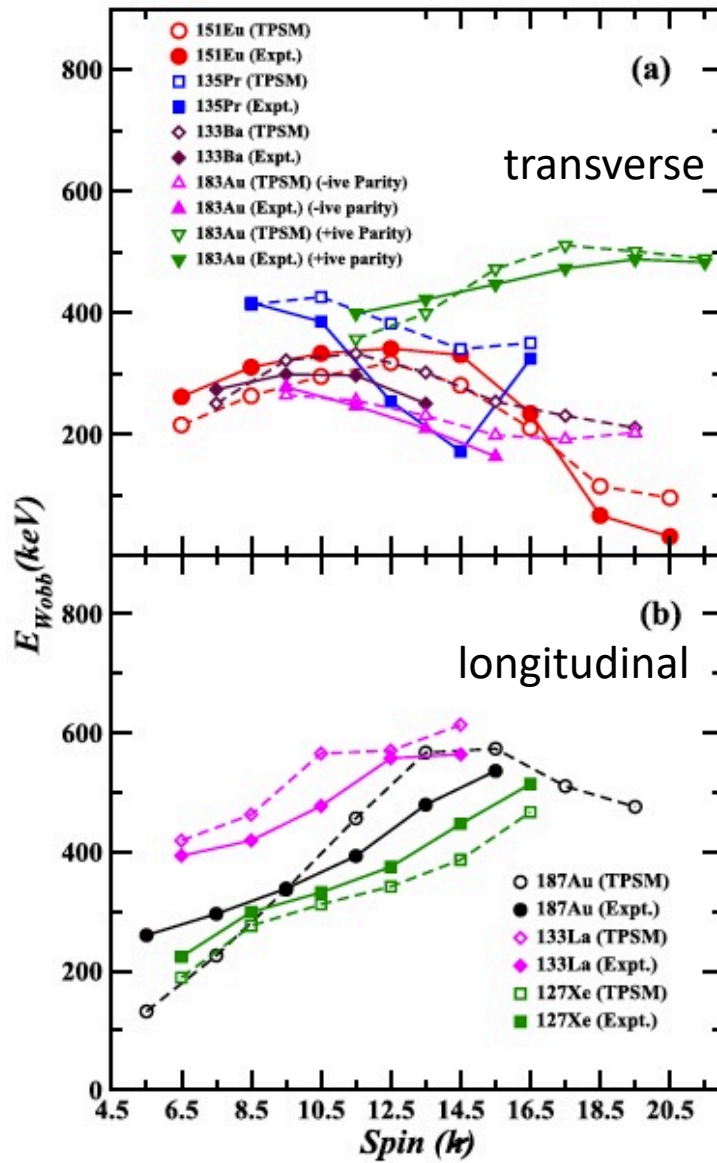 151Eu (TPSM)
151Eu (Expt.)
135Pr (TPSM)
135Pr (Expt.)
133Ba (TPSM)
133Ba (Expt.)
183Au (TPSM) (-ive Parity)
183Au (Expt.) (-ive parity)
183Au (TPSM) (+ive Parity)
183Au (Expt.) (+ive parity)
(a)
transverse
800
600
400
200
E_Wobb (keV)
(b)
longitudinal
187Au (TPSM)
187Au (Expt.)
133La (TPSM)
133La (Expt.)
127Xe (TPSM)
127Xe (Expt.)
800
600
400
200
0
4.5 6.5 8.5 10.5 12.5 14.5 16.5 18.5 20.5
Spin (ħ)